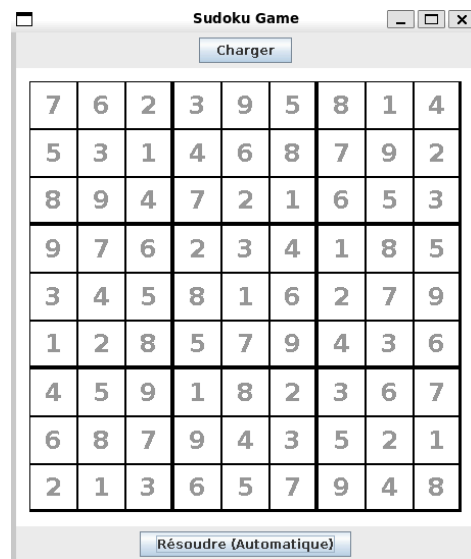 Sudoku Game
Charger
7 6 2 3 9 5 8 1 4
5 3 1 4 6 8 7 9 2
8 9 4 7 2 1 6 5 3
9 7 6 2 3 4 1 8 5
3 4 5 8 1 6 2 7 9
1 2 8 5 7 9 4 3 6
4 5 9 1 8 2 3 6 7
6 8 7 9 4 3 5 2 1
2 1 3 6 5 7 9 4 8
Résoudre (Automatique)